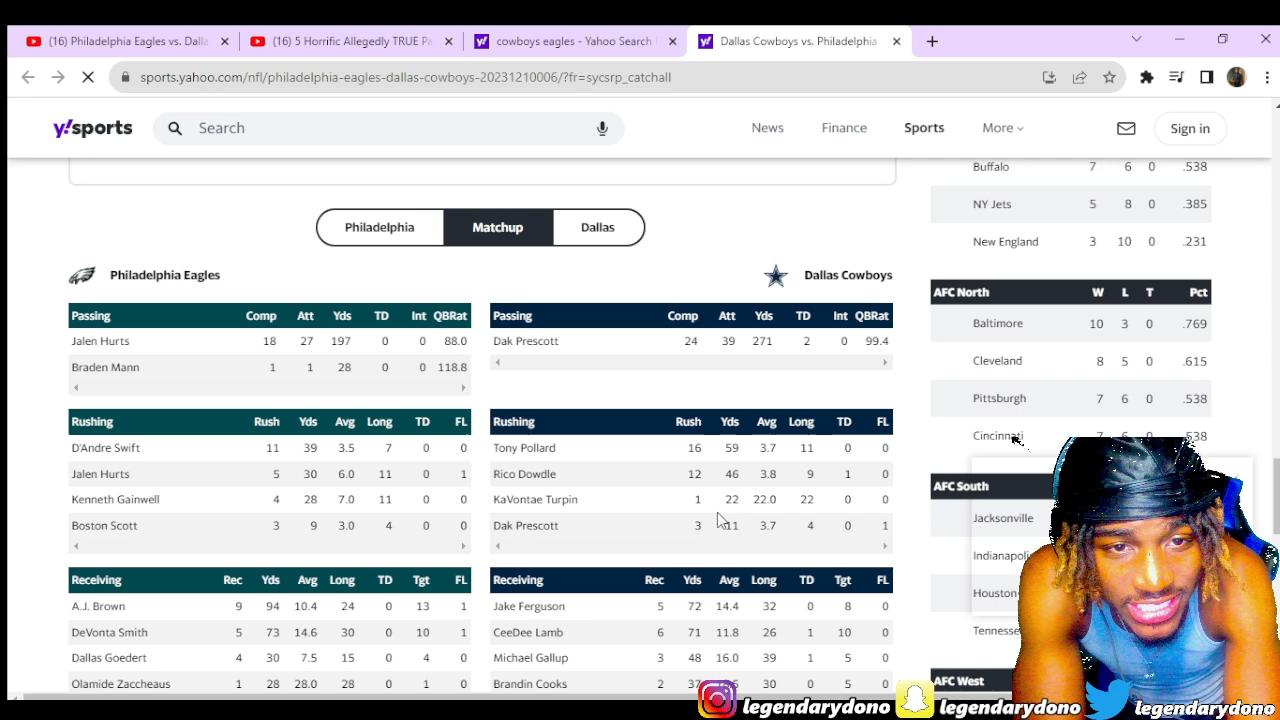 (16) Philadelphia Eagles vs. Dalla
(16) 5 Horrific Allegedly TRUE Pa
cowboys eagles - Yahoo Search
Dallas Cowboys vs. Philadelphia
sports.yahoo.com/nfl/philadelphia-eagles-dallas-cowboys-20231210006/?fr=sycsrp_catchall
y!sports Search News Finance Sports More Sign in
Philadelphia Matchup Dallas
Philadelphia Eagles
Dallas Cowboys
Passing Comp Att Yds TD Int QBRat
Jalen Hurts 18 27 197 0 0 88.0
Braden Mann 1 1 28 0 0 118.8
Passing Comp Att Yds TD Int QBRat
Dak Prescott 24 39 271 2 0 99.4
Rushing Rush Yds Avg Long TD FL
D'Andre Swift 11 39 3.5 7 0 0
Jalen Hurts 5 30 6.0 11 0 1
Kenneth Gainwell 4 28 7.0 11 0 0
Boston Scott 3 9 3.0 4 0 0
Rushing Rush Yds Avg Long TD FL
Tony Pollard 16 59 3.7 11 0 0
Rico Dowdle 12 46 3.8 9 1 0
KaVontae Turpin 1 22 22.0 22 0 0
Dak Prescott 3 11 3.7 4 0 1
Receiving Rec Yds Avg Long TD Tgt FL
A.J. Brown 9 94 10.4 24 0 13 1
DeVonta Smith 5 73 14.6 30 0 10 1
Dallas Goedert 4 30 7.5 15 0 4 0
Olamide Zaccheaus 1 28 28.0 28 0 1 0
Receiving Rec Yds Avg Long TD Tgt FL
Jake Ferguson 5 72 14.4 32 0 8 0
CeeDee Lamb 6 71 11.8 26 1 10 0
Michael Gallup 3 48 16.0 39 1 5 0
Brandin Cooks 2 37 30 0 5 0
Buffalo 7 6 0 .538
NY Jets 5 8 0 .385
New England 3 10 0 .231
AFC North W L T Pct
Baltimore 10 3 0 .769
Cleveland 8 5 0 .615
Pittsburgh 7 6 0 .538
Cincinnati 7 6 0 .538
AFC South
Jacksonville
Indianapoli
Houston
Tennesse
AFC West
legendarydono legendarydono legendarydono